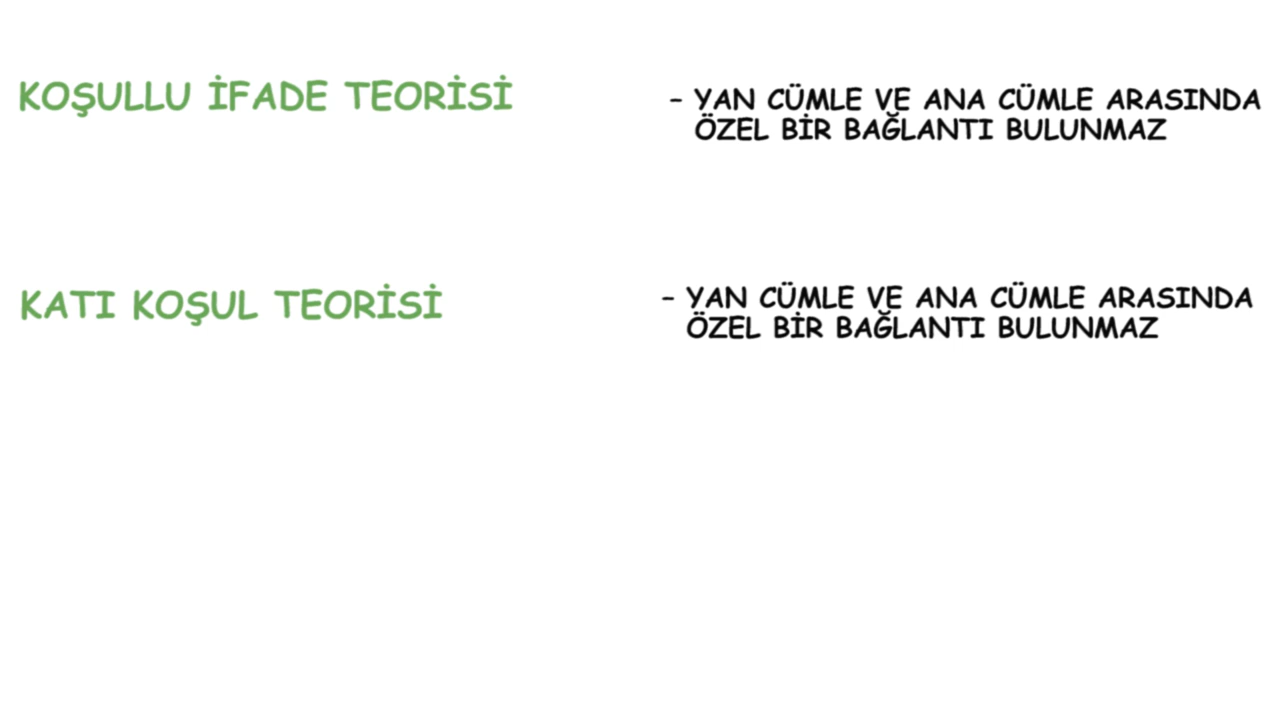 KOŞULLU İFADE TEORİSİ
- YAN CÜMLE VE ANA CÜMLE ARASINDA
ÖZEL BİR BAĞLANTI BULUNMAZ
KATI KOŞUL TEORİSİ
- YAN CÜMLE VE ANA CÜMLE ARASINDA
ÖZEL BİR BAĞLANTI BULUNMAZ